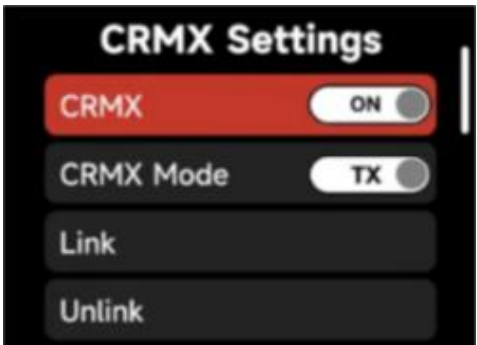 CRMX Settings
CRMX ON
CRMX Mode TX
Link
Unlink